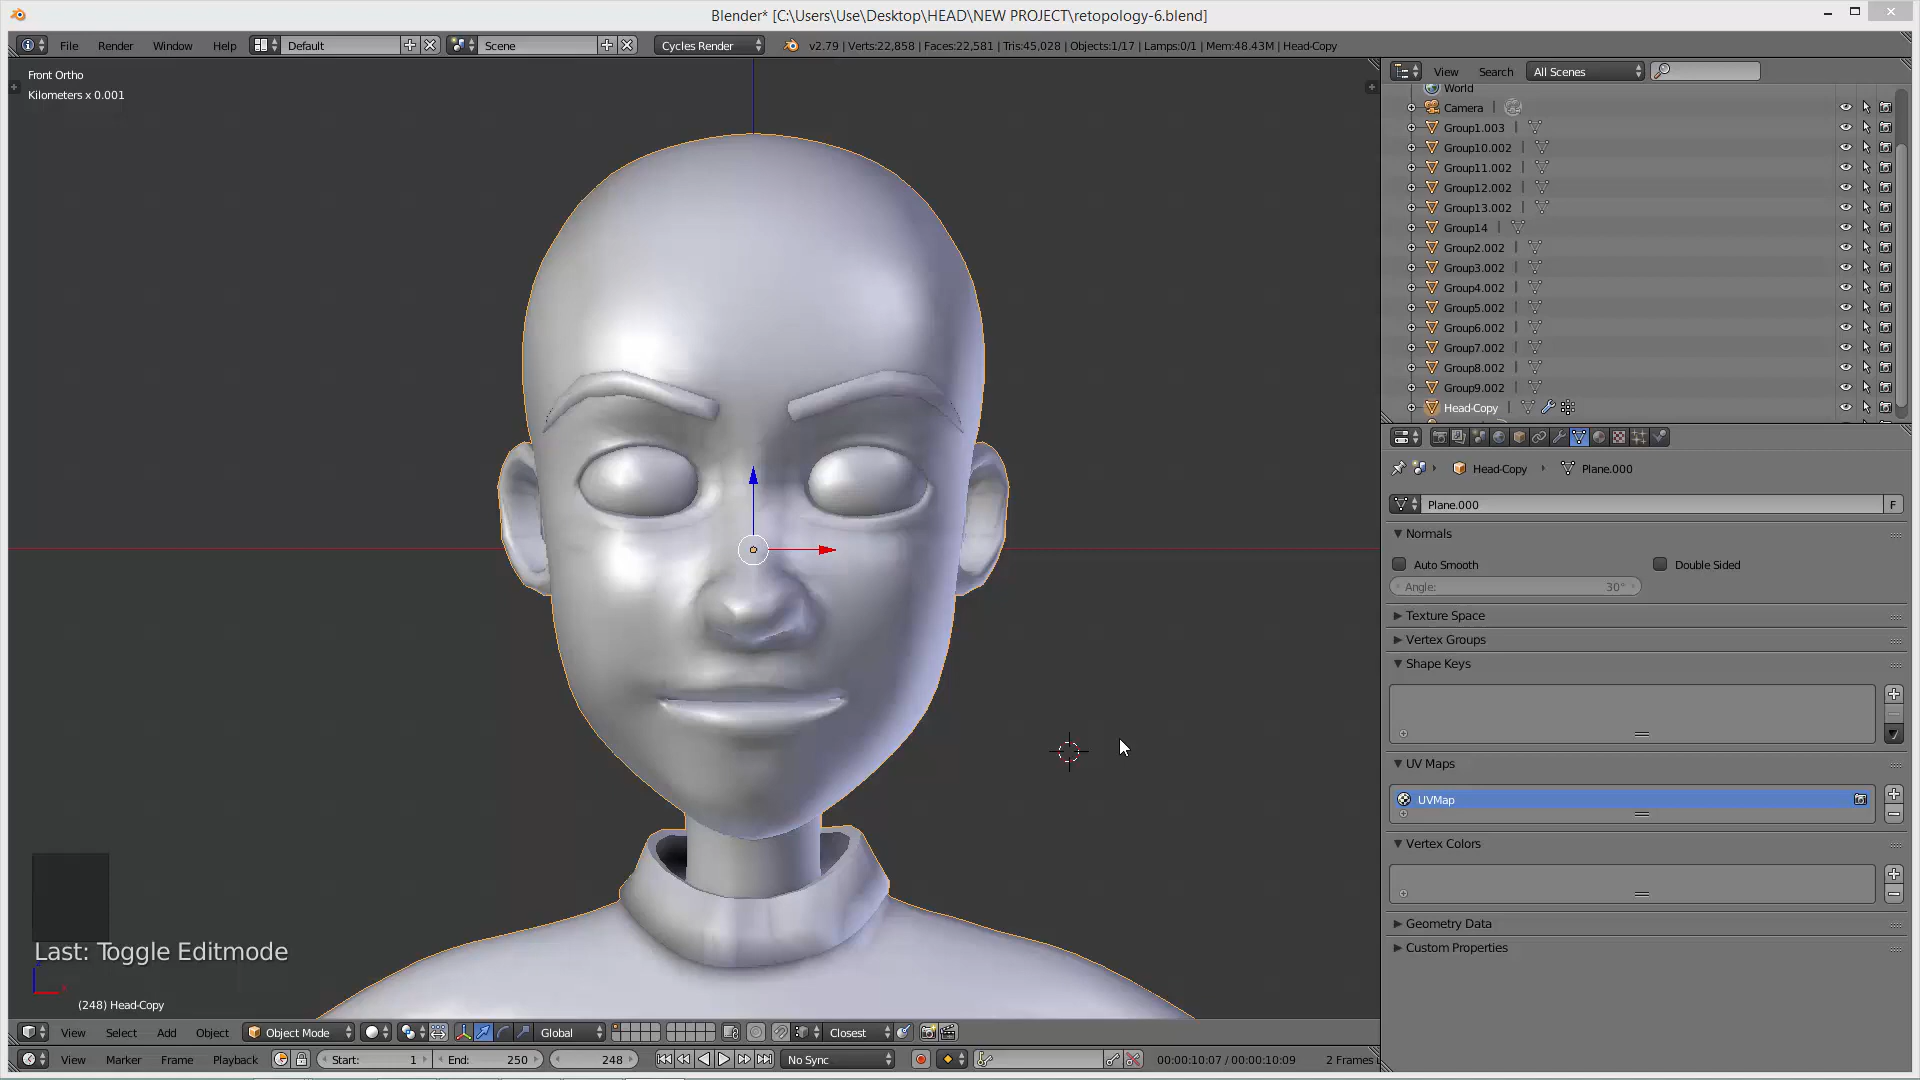 Blender* [C:\Users\Use\Desktop\HEAD\NEW PROJECT\retopology-6.blend]
File Render Window Help Default Scene Cycles Render v2.79 | Verts:22,858 | Faces:22,581 | Tris:45,028 | Objects:1/17 | Lamps:0/1 | Mem:48.43M | Head-Copy
Front Ortho
Kilometers x 0.001
View Search All Scenes
World
Camera
Group1.003
Group10.002
Group11.002
Group12.002
Group13.002
Group14
Group2.002
Group3.002
Group4.002
Group5.002
Group6.002
Group7.002
Group8.002
Group9.002
Head-Copy
Head-Copy Plane.000
Plane.000 F
Normals
Auto Smooth Double Sided
Angle: 30°
Texture Space
Vertex Groups
Shape Keys
UV Maps
UVMap
Vertex Colors
Geometry Data
Custom Properties
Last: Toggle Editmode
(248) Head-Copy
View Select Add Object Object Mode Global Closest
View Marker Frame Playback Start: 1 End: 250 248 No Sync 00:00:10:07 / 00:00:10:09 2 Frames